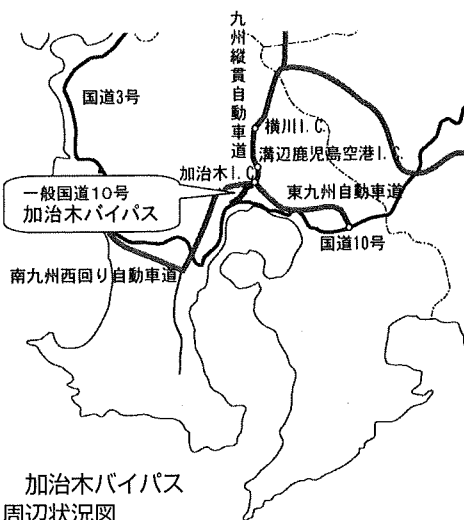 九州縦貫自動車道
国道3号
横川I.C.
溝辺鹿児島空港I.C.
加治木I.C.
一般国道10号
加治木バイパス
東九州自動車道
国道10号
南九州西回り自動車道
加治木バイパス
周辺状況図